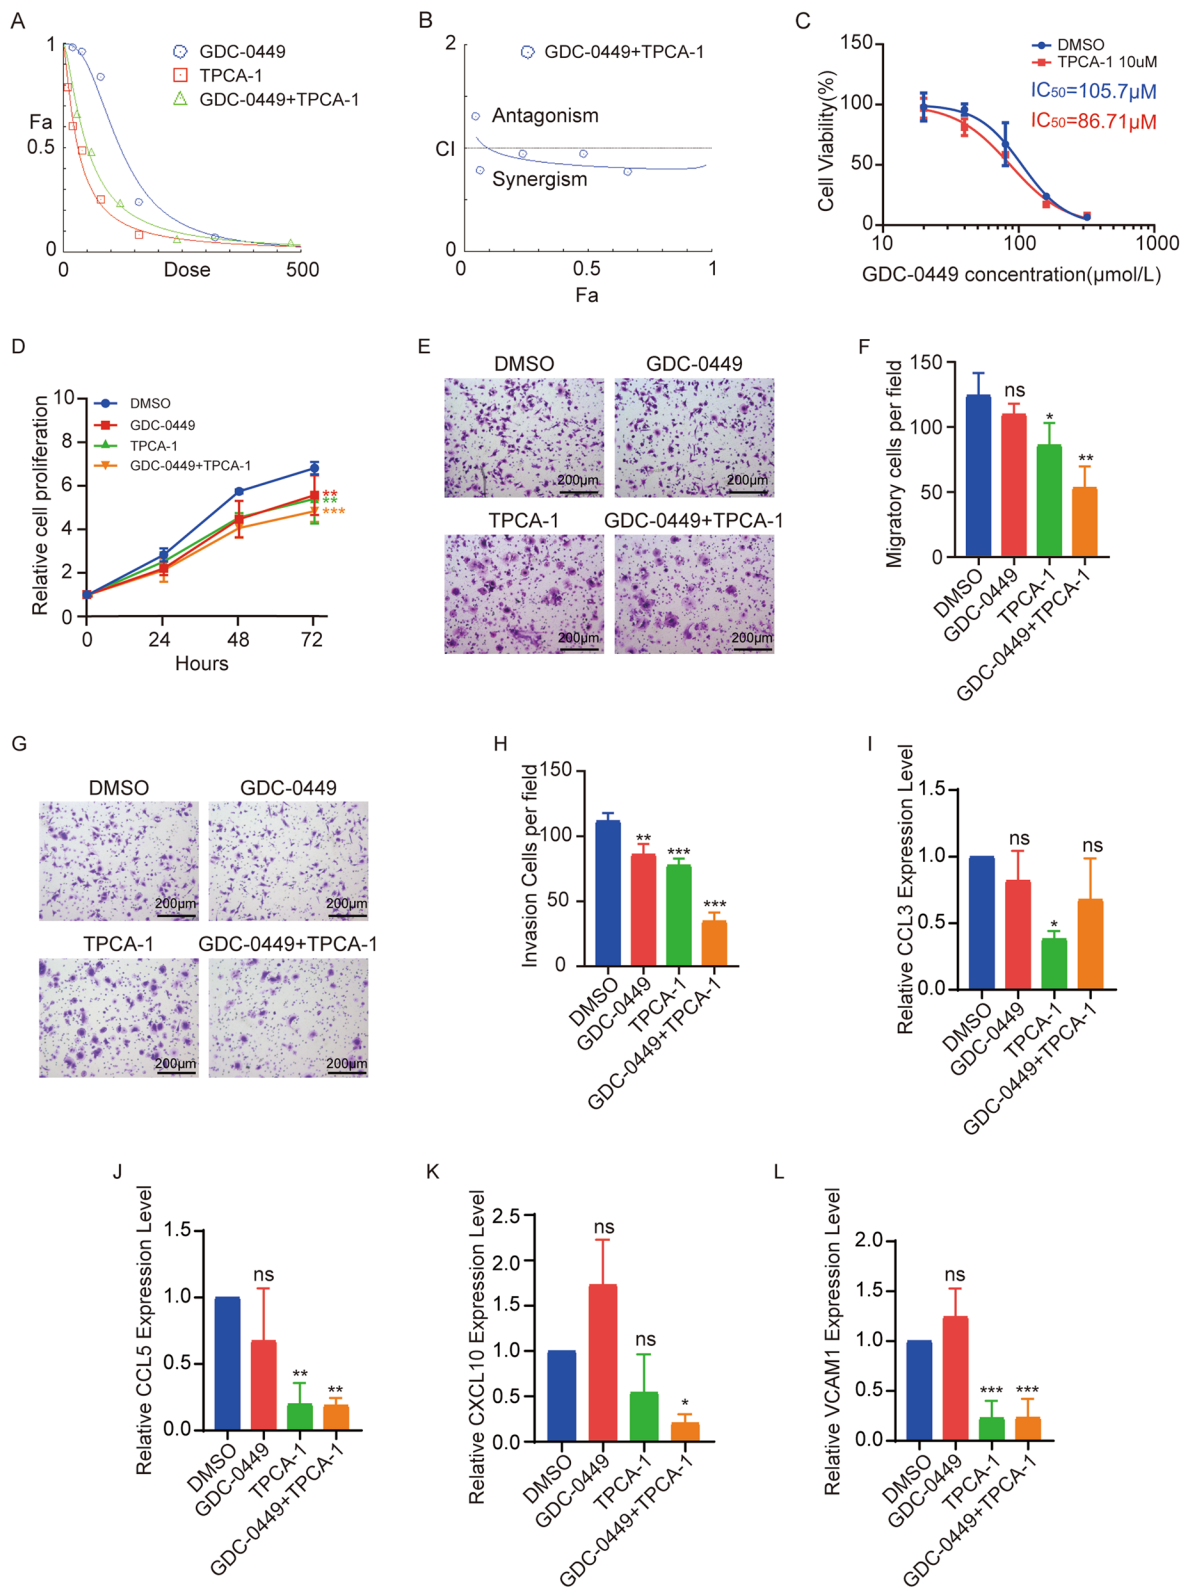 A
1
Fa
0.5
0
0
Dose
500
GDC-0449
TPCA-1
GDC-0449+TPCA-1
B
2
CI
0
0
0.5
1
Fa
GDC-0449+TPCA-1
Antagonism
Synergism
C
Cell Viability(%)
150
100
50
0
10
100
1000
GDC-0449 concentration(μmol/L)
DMSO
TPCA-1 10uM
IC50=105.7μM
IC50=86.71μM
D
Relative cell proliferation
10
8
6
4
2
0
0
24
48
72
Hours
DMSO
GDC-0449
TPCA-1
GDC-0449+TPCA-1
**
**
***
E
DMSO
GDC-0449
200μm
200μm
TPCA-1
GDC-0449+TPCA-1
200μm
200μm
F
Migratory cells per field
150
100
50
0
ns
*
**
DMSO
GDC-0449
TPCA-1
GDC-0449+TPCA-1
G
DMSO
GDC-0449
200μm
200μm
TPCA-1
GDC-0449+TPCA-1
200μm
200μm
H
Invasion Cells per field
150
100
50
0
**
***
***
DMSO
GDC-0449
TPCA-1
GDC-0449+TPCA-1
I
Relative CCL3 Expression Level
1.5
1.0
0.5
0.0
ns
*
ns
DMSO
GDC-0449
TPCA-1
GDC-0449+TPCA-1
J
Relative CCL5 Expression Level
1.5
1.0
0.5
0.0
ns
**
**
DMSO
GDC-0449
TPCA-1
GDC-0449+TPCA-1
K
Relative CXCL10 Expression Level
2.5
2.0
1.5
1.0
0.5
0.0
ns
ns
*
DMSO
GDC-0449
TPCA-1
GDC-0449+TPCA-1
L
Relative VCAM1 Expression Level
2.0
1.5
1.0
0.5
0.0
ns
***
***
DMSO
GDC-0449
TPCA-1
GDC-0449+TPCA-1